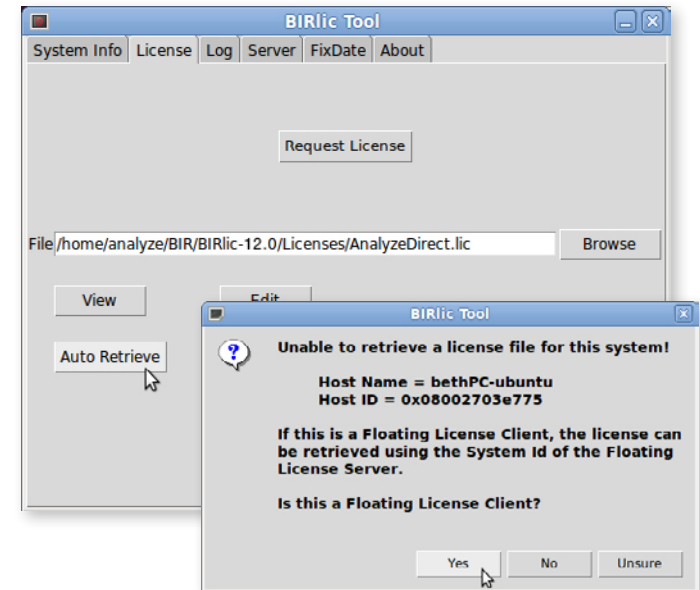 BIRlic Tool
System Info License Log Server FixDate About
Request License
File /home/analyze/BIR/BIRlic-12.0/Licenses/AnalyzeDirect.lic Browse
View Edit
Auto Retrieve
BIRlic Tool
Unable to retrieve a license file for this system!
Host Name = bethPC-ubuntu
Host ID = 0x08002703e775
If this is a Floating License Client, the license can
be retrieved using the System Id of the Floating
License Server.
Is this a Floating License Client?
Yes No Unsure